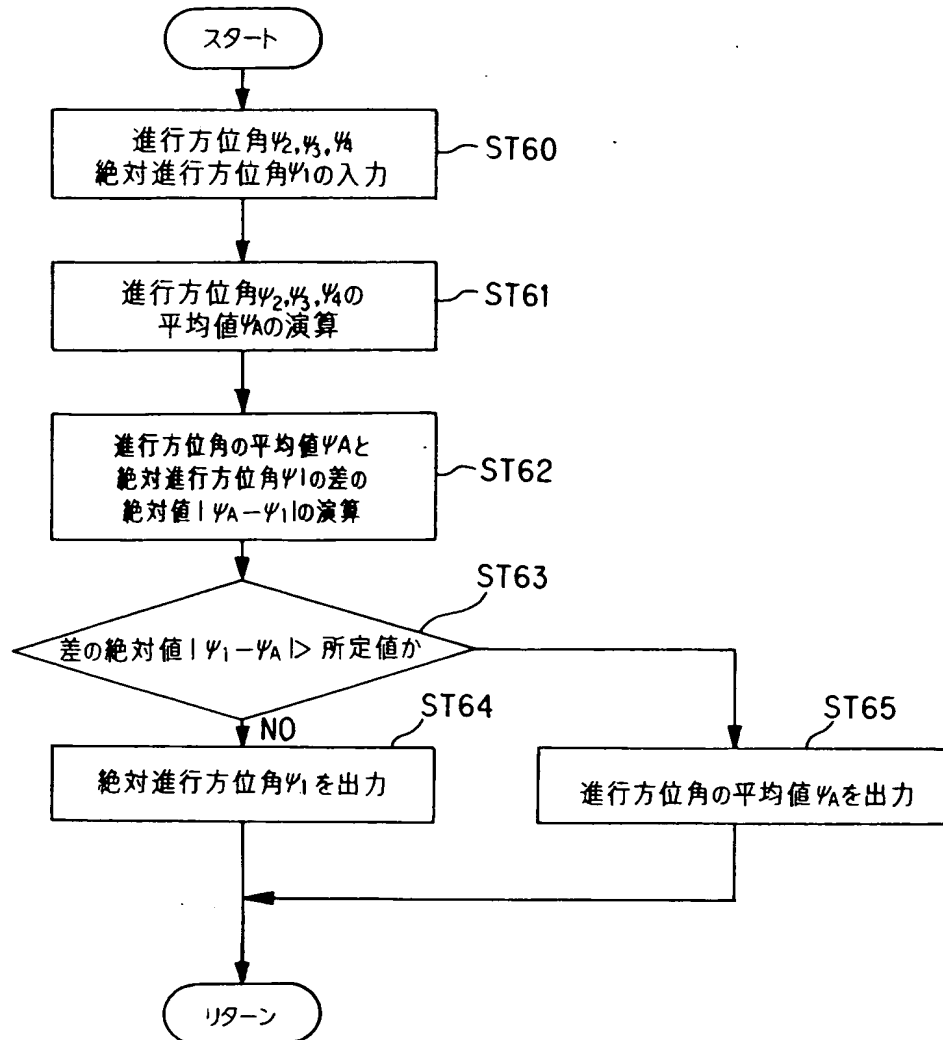 スタート
進行方位角ψ2,ψ3,ψ4
絶対進行方位角ψ1の入力
ST60
進行方位角ψ2,ψ3,ψ4の
平均値ψAの演算
ST61
進行方位角の平均値ψAと
絶対進行方位角ψ1の差の
絶対値|ψA-ψ1|の演算
ST62
差の絶対値|ψ1-ψA|> 所定値か
ST63
NO
絶対進行方位角ψ1を出力
ST64
進行方位角の平均値ψAを出力
ST65
リターン